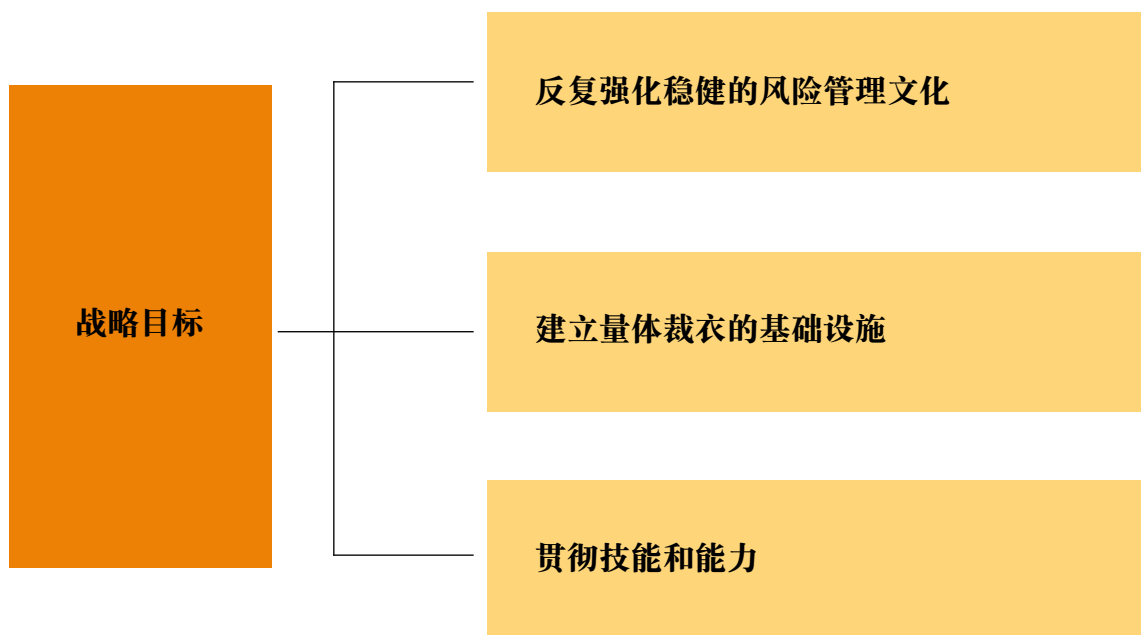 战略目标
反复强化稳健的风险管理文化
建立量体裁衣的基础设施
贯彻技能和能力